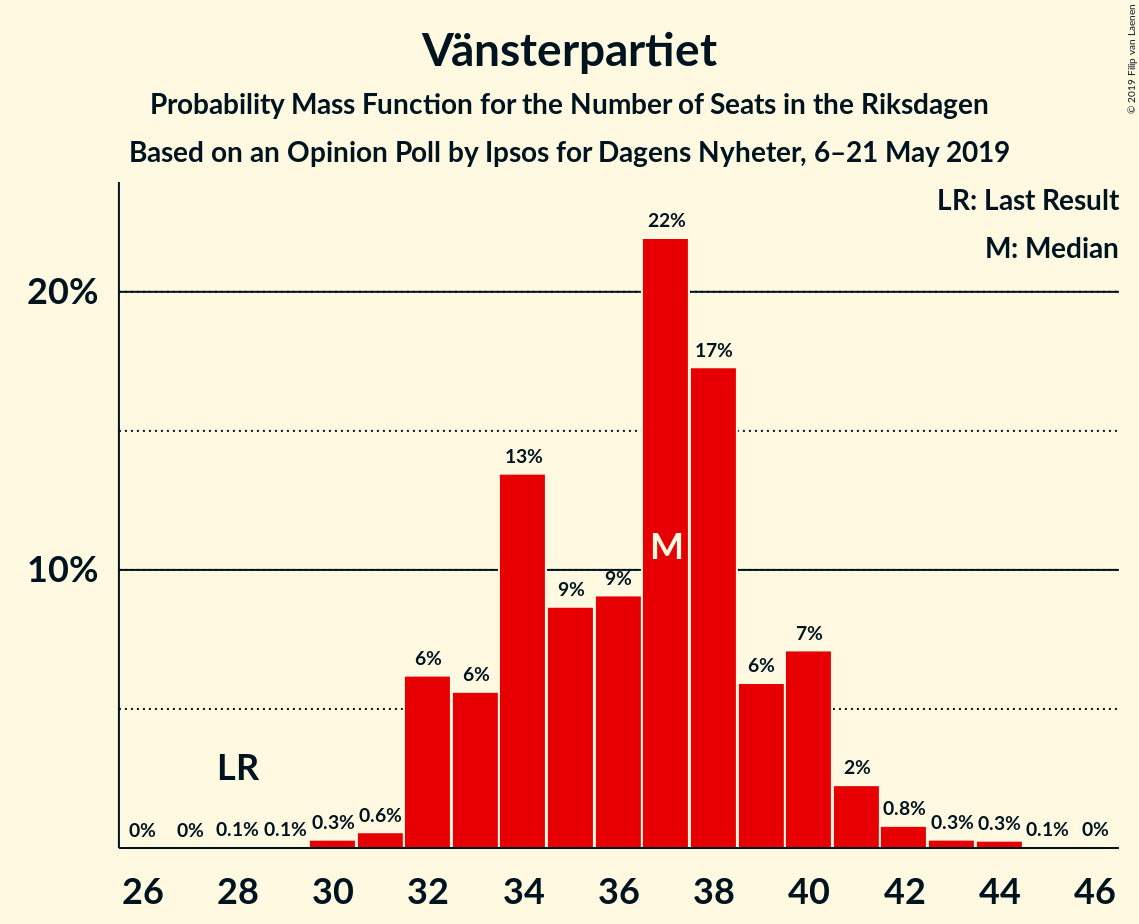 Vänsterpartiet
Probability Mass Function for the Number of Seats in the Riksdagen
Based on an Opinion Poll by Ipsos for Dagens Nyheter, 6–21 May 2019
© 2019 Filip van Laenen
LR: Last Result
M: Median
20%
10%
0% 0% 0.1% 0.1% 0.3% 0.6% 6% 6% 13% 9% 9% 22% 17% 6% 7% 2% 0.8% 0.3% 0.3% 0.1% 0%
LR
M
26 28 30 32 34 36 38 40 42 44 46